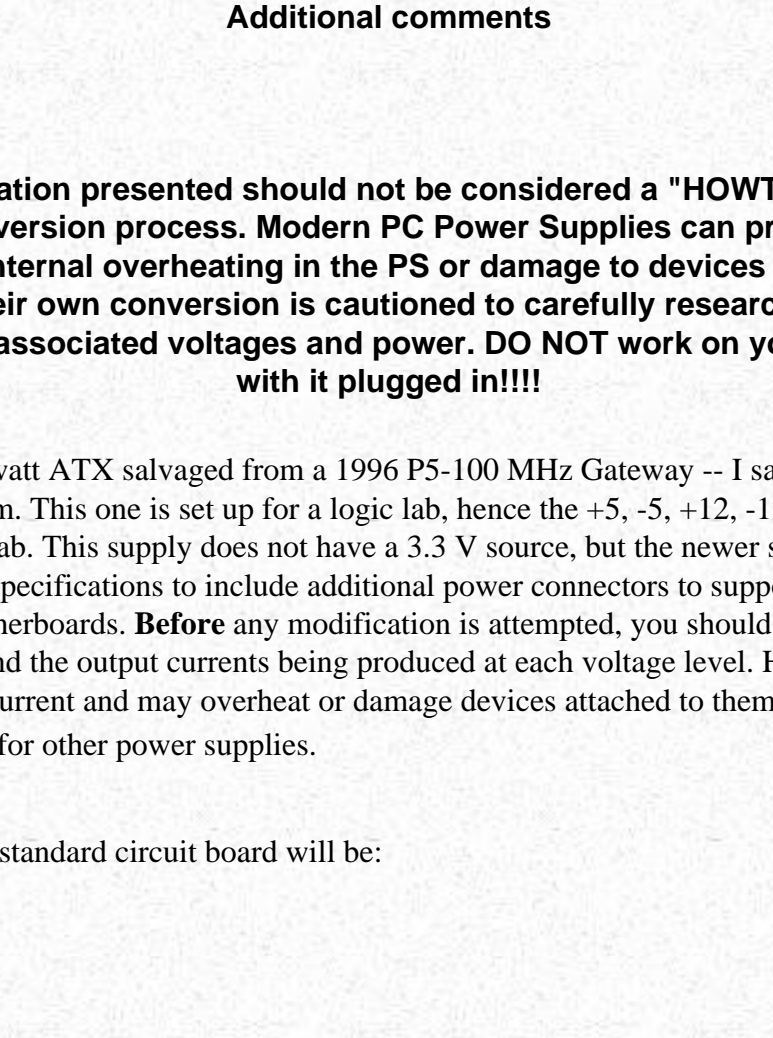 Additional comments
ation presented should not be considered a "HOWT
version process. Modern PC Power Supplies can pr
nternal overheating in the PS or damage to devices
eir own conversion is cautioned to carefully researc
associated voltages and power. DO NOT work on yo
with it plugged in!!!!
watt ATX salvaged from a 1996 P5-100 MHz Gateway -- I sa
m. This one is set up for a logic lab, hence the +5, -5, +12, -1
ab. This supply does not have a 3.3 V source, but the newer s
pecifications to include additional power connectors to suppo
herboards. Before any modification is attempted, you should
nd the output currents being produced at each voltage level. H
urrent and may overheat or damage devices attached to them
for other power supplies.
standard circuit board will be: